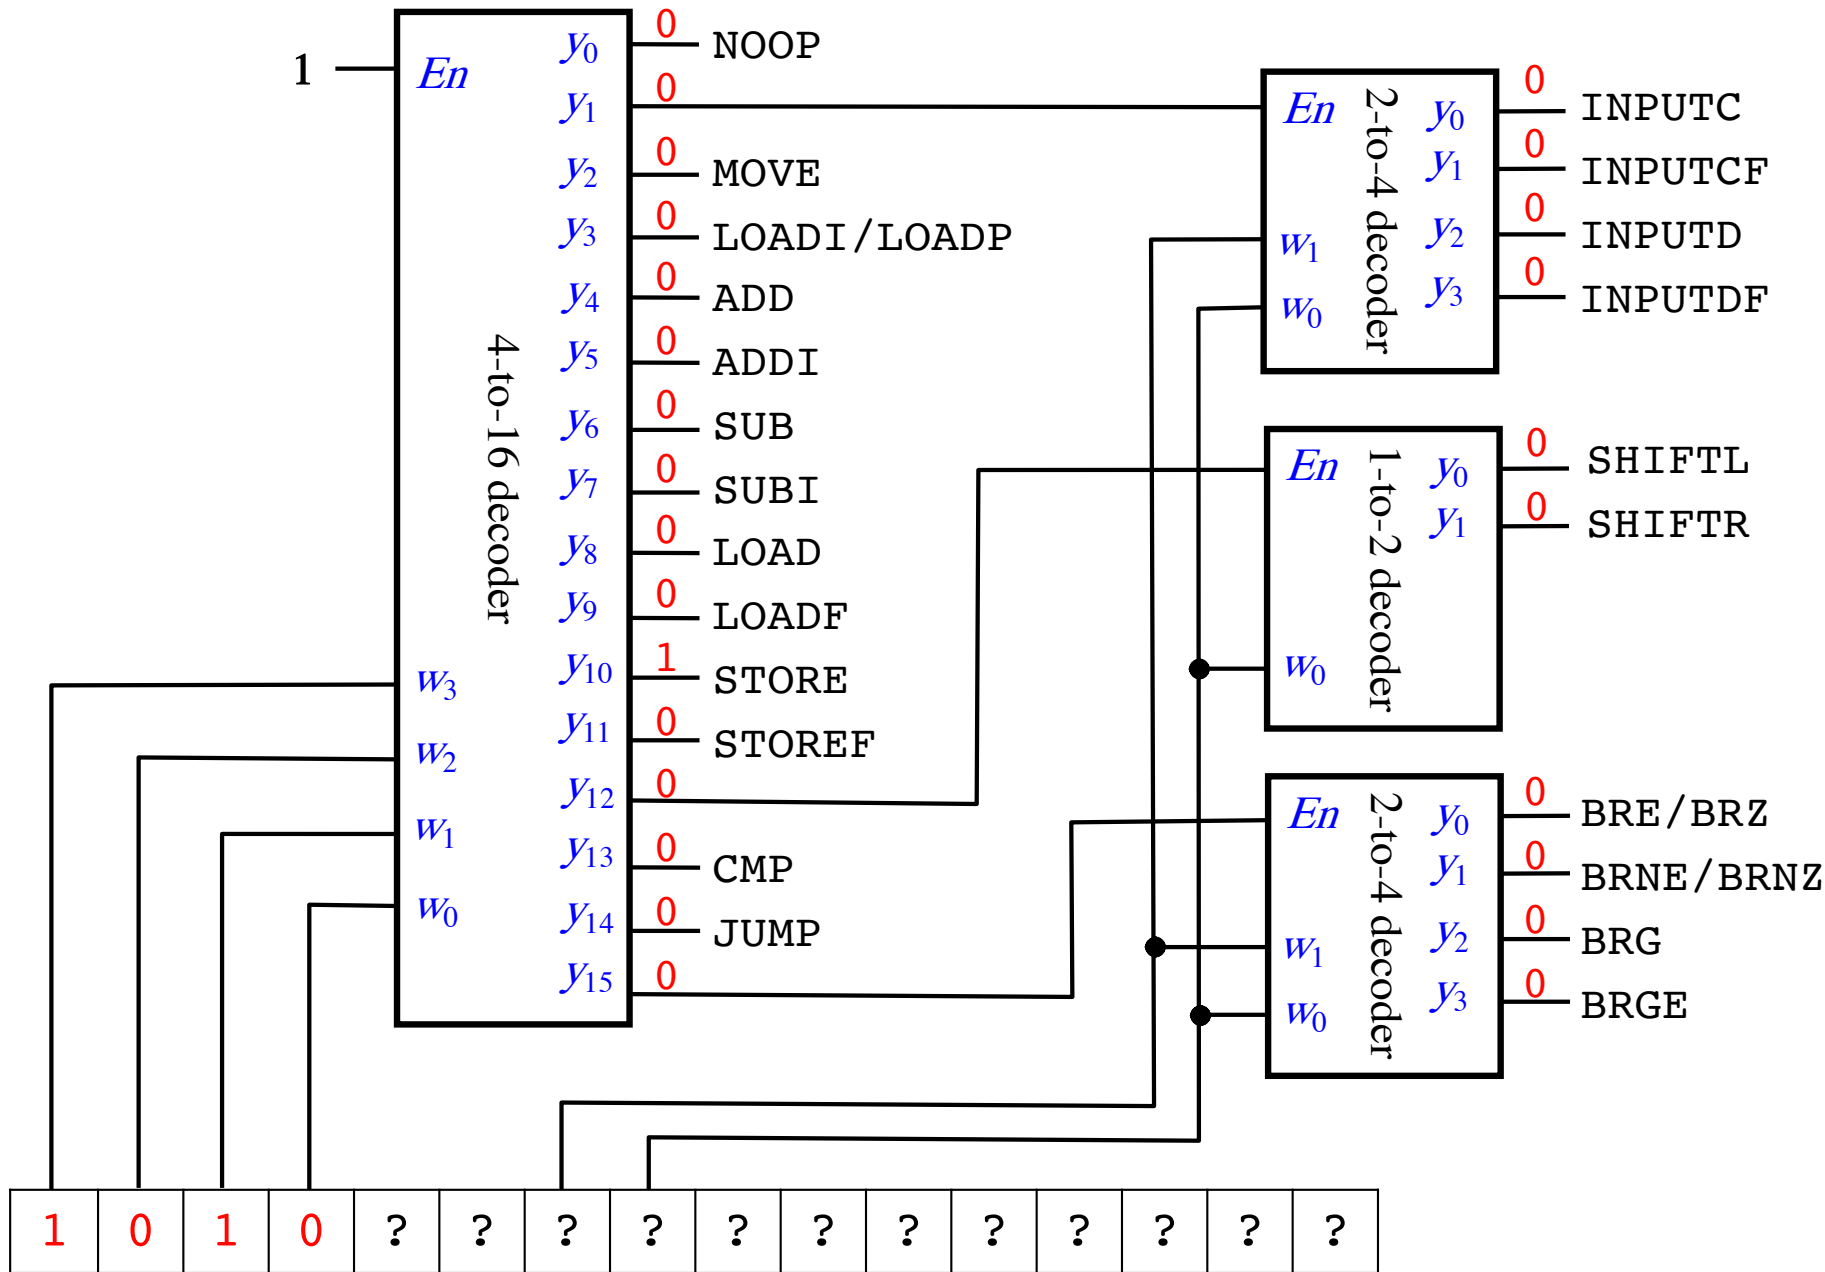 1
En
4-to-16 decoder
w3
w2
w1
w0
y0 0 NOOP
y1 0
y2 0 MOVE
y3 0 LOADI/LOADP
y4 0 ADD
y5 0 ADDI
y6 0 SUB
y7 0 SUBI
y8 0 LOAD
y9 0 LOADF
y10 1 STORE
y11 0 STOREF
y12 0
y13 0 CMP
y14 0 JUMP
y15 0
En
w1
w0
2-to-4 decoder
y0 0 INPUTC
y1 0 INPUTCF
y2 0 INPUTD
y3 0 INPUTDF
En
w0
1-to-2 decoder
y0 0 SHIFTL
y1 0 SHIFTR
En
w1
w0
2-to-4 decoder
y0 0 BRE/BRZ
y1 0 BRNE/BRNZ
y2 0 BRG
y3 0 BRGE
1 0 1 0 ? ? ? ? ? ? ? ? ? ? ? ?